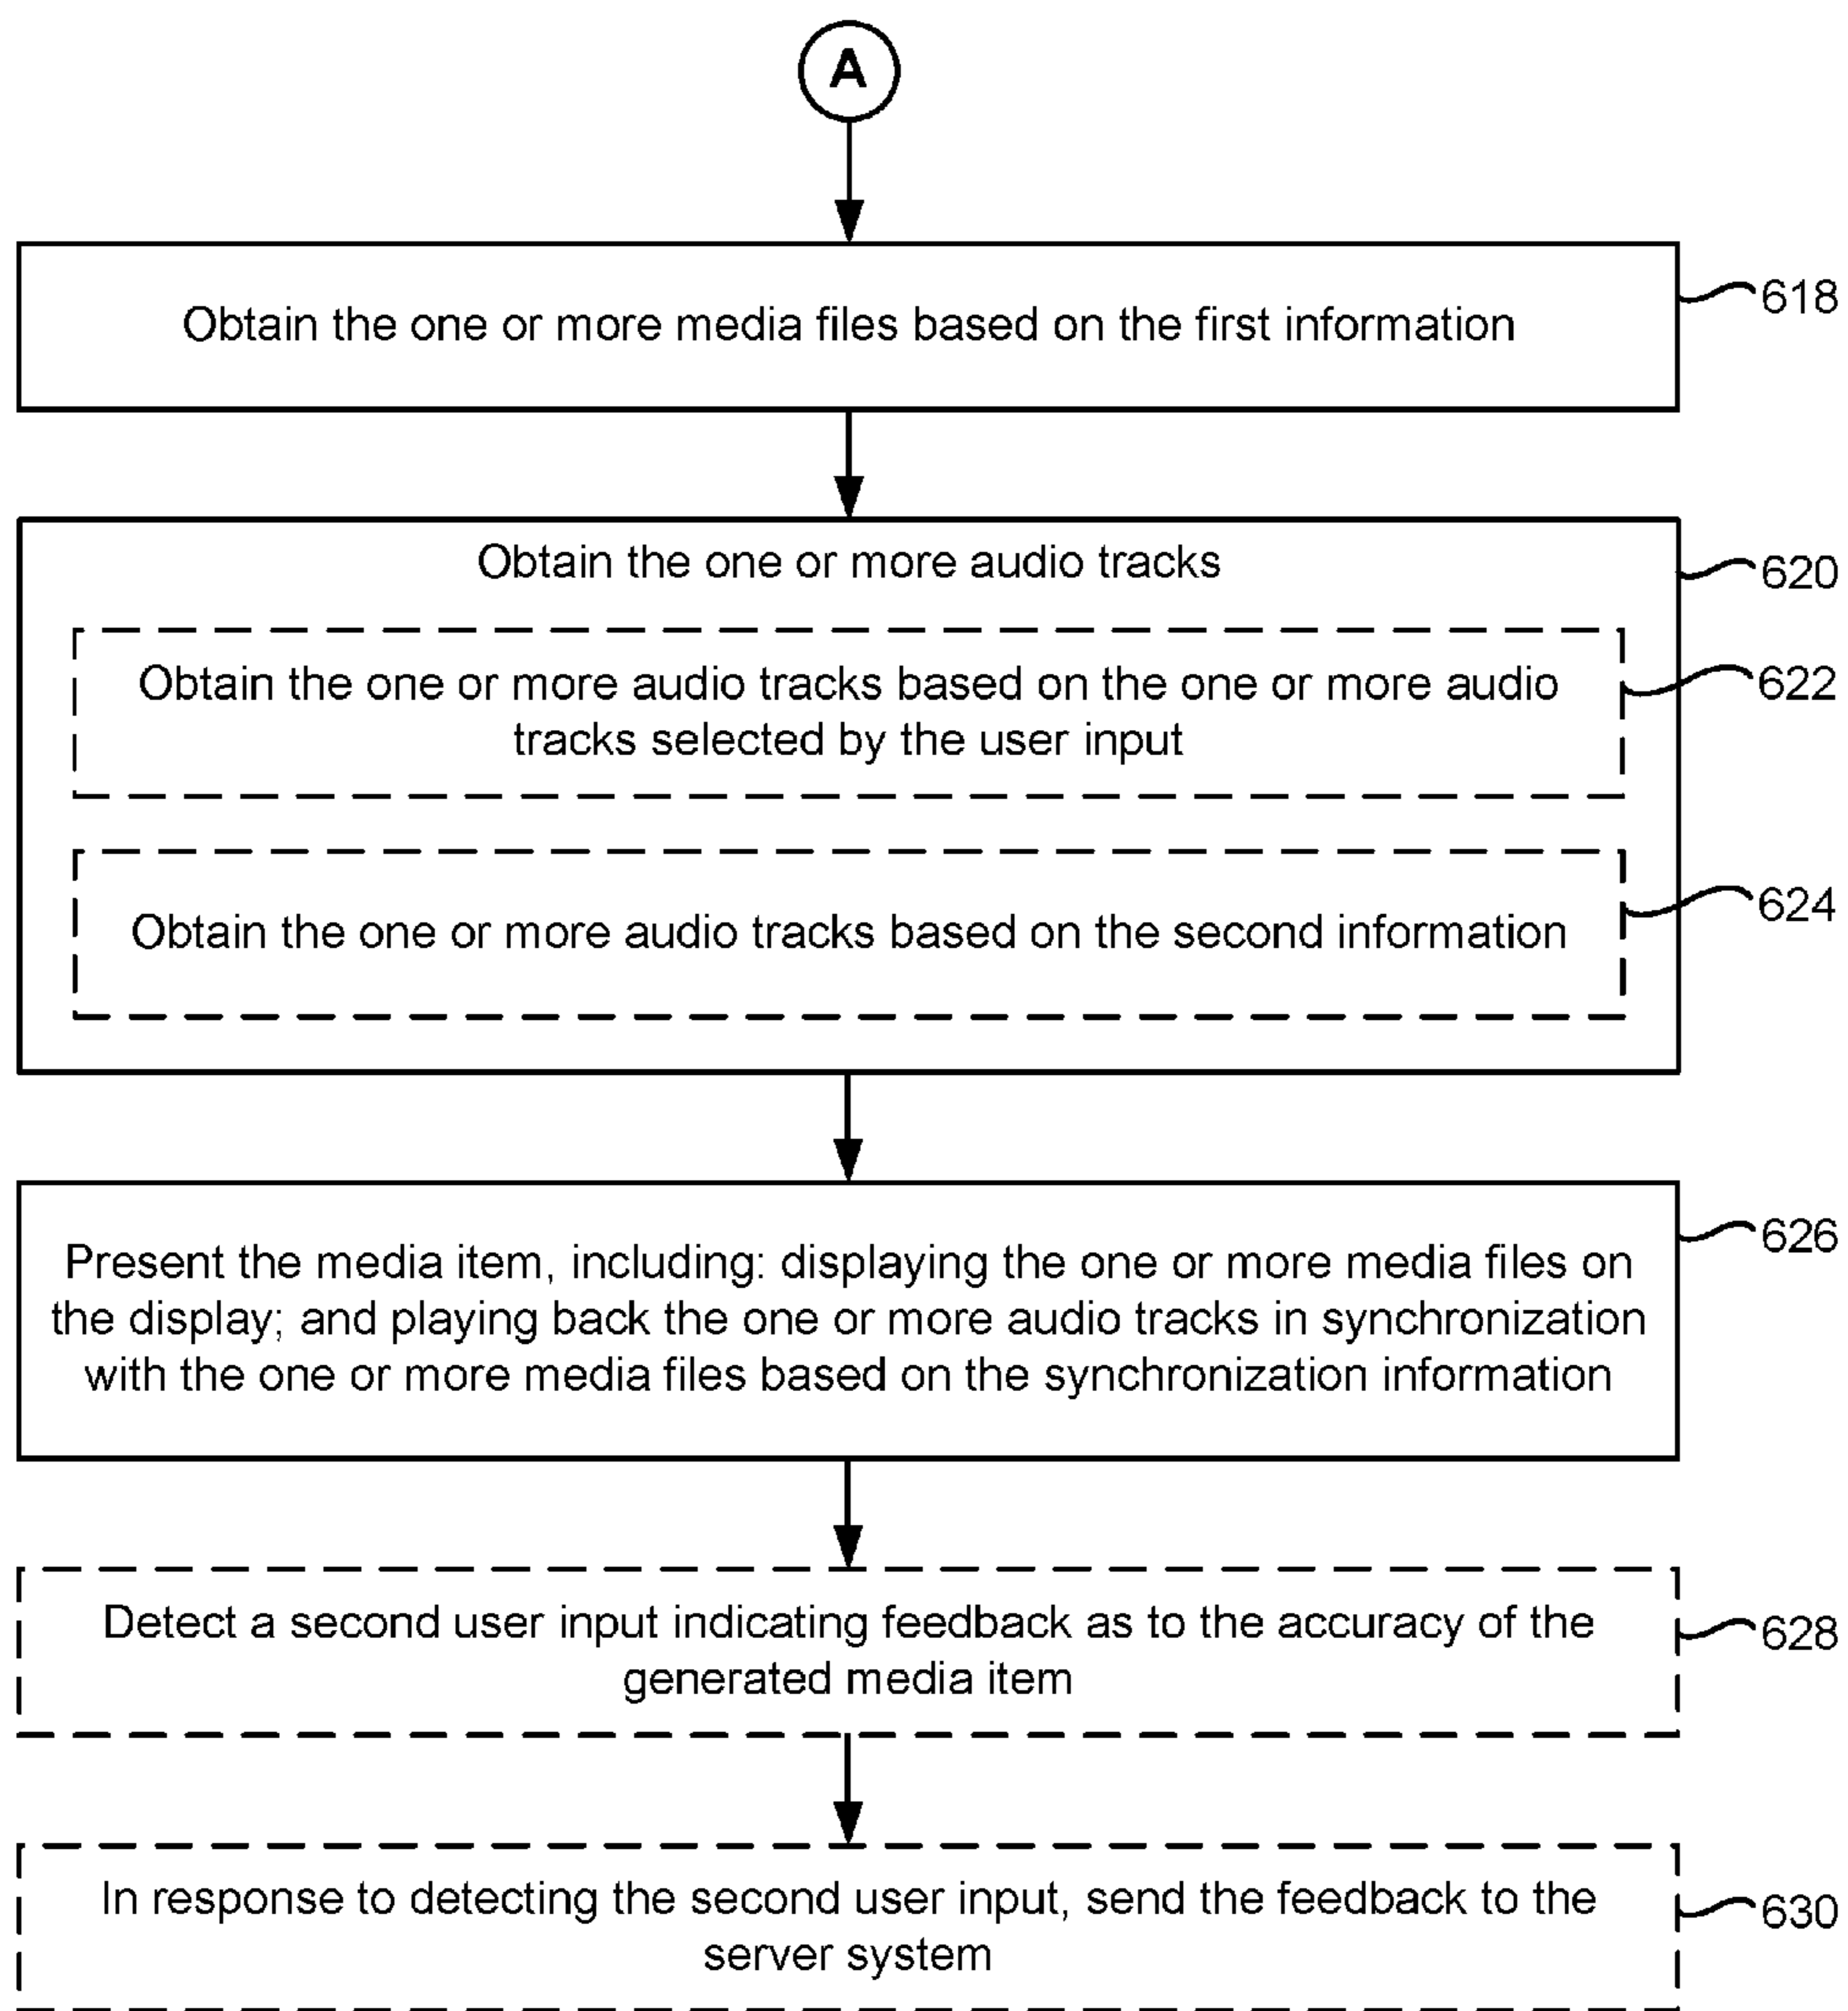 A
Obtain the one or more media files based on the first information
618
Obtain the one or more audio tracks
620
Obtain the one or more audio tracks based on the one or more audio
tracks selected by the user input
622
Obtain the one or more audio tracks based on the second information
624
Present the media item, including: displaying the one or more media files on
the display; and playing back the one or more audio tracks in synchronization
with the one or more media files based on the synchronization information
626
Detect a second user input indicating feedback as to the accuracy of the
generated media item
628
In response to detecting the second user input, send the feedback to the
server system
630